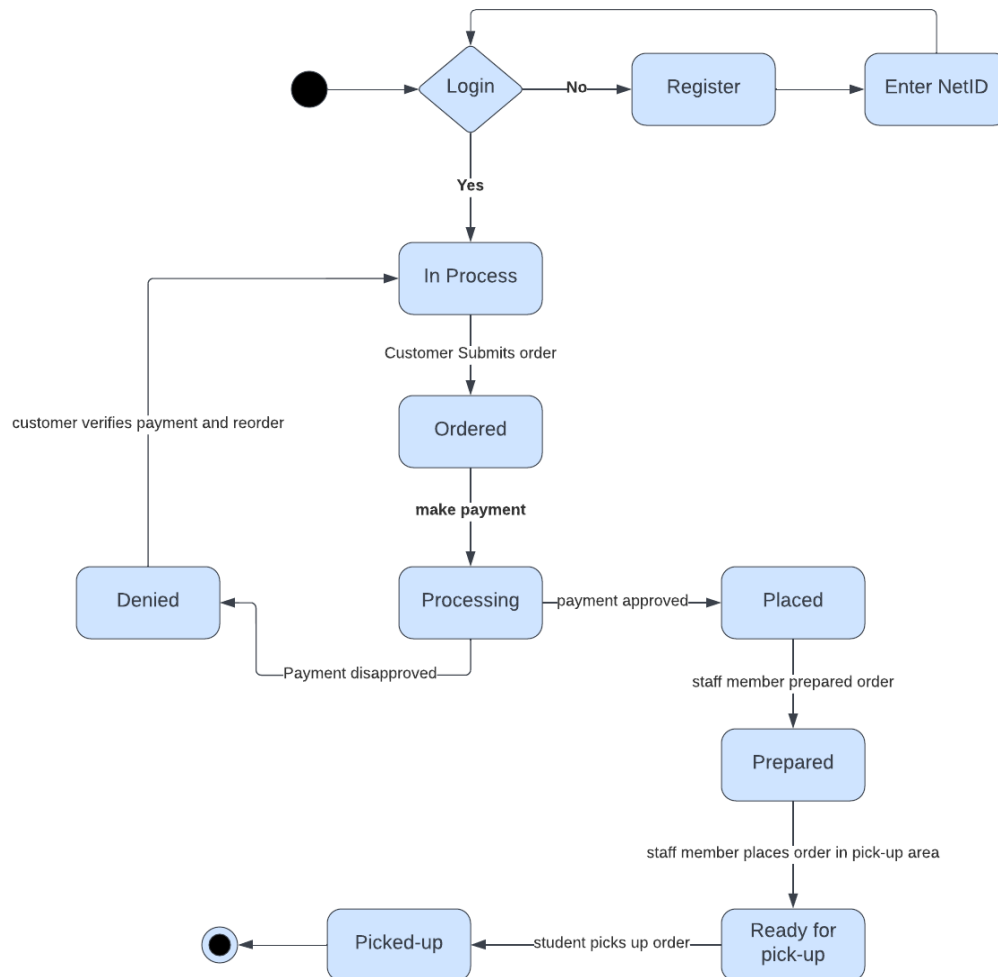 Login
No
Register
Enter NetID
Yes
In Process
Customer Submits order
customer verifies payment and reorder
Ordered
make payment
Denied
Processing
payment approved
Placed
Payment disapproved
staff member prepared order
Prepared
staff member places order in pick-up area
Picked-up
student picks up order
Ready for
pick-up